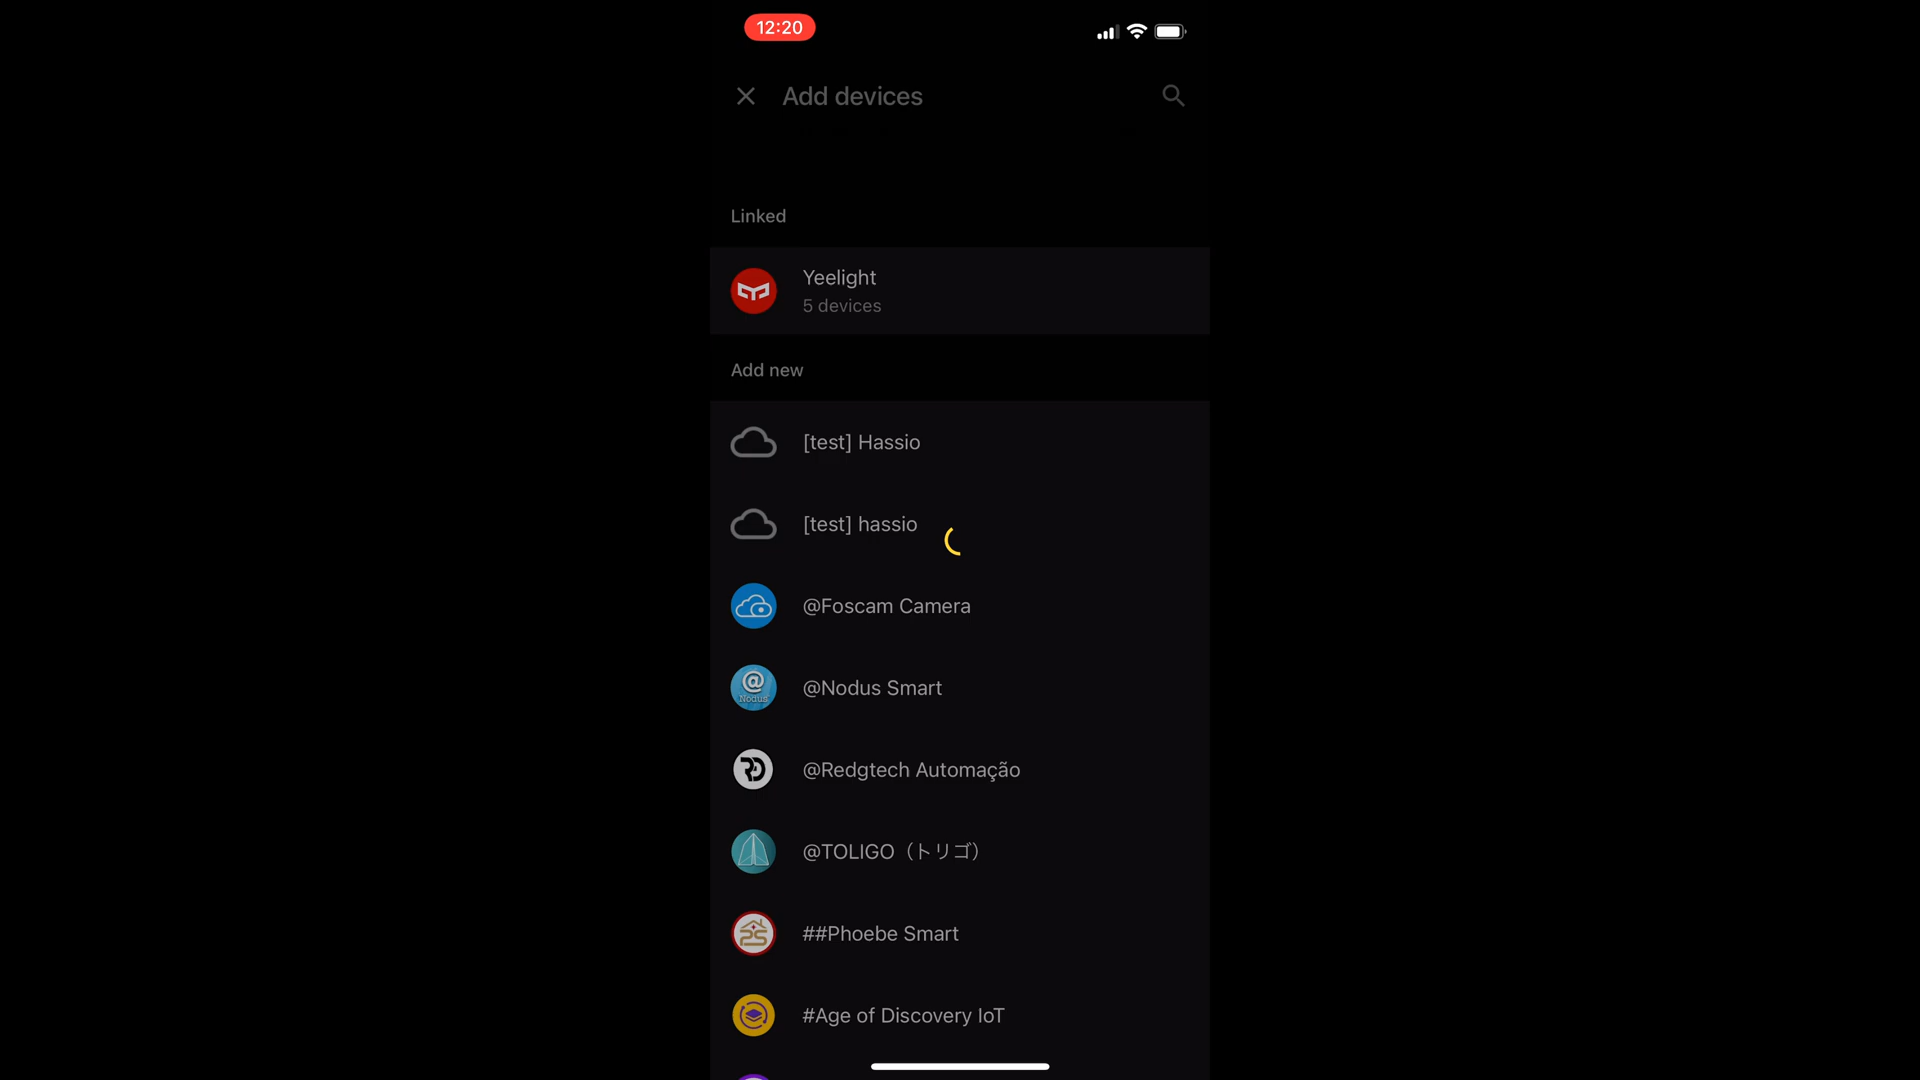 12:20
Add devices
Linked
Yeelight
5 devices
Add new
[test] Hassio
[test] hassio
@Foscam Camera
@
Nodus
@Nodus Smart
@Redgtech Automação
@TOLIGO（トリゴ）
##Phoebe Smart
#Age of Discovery IoT